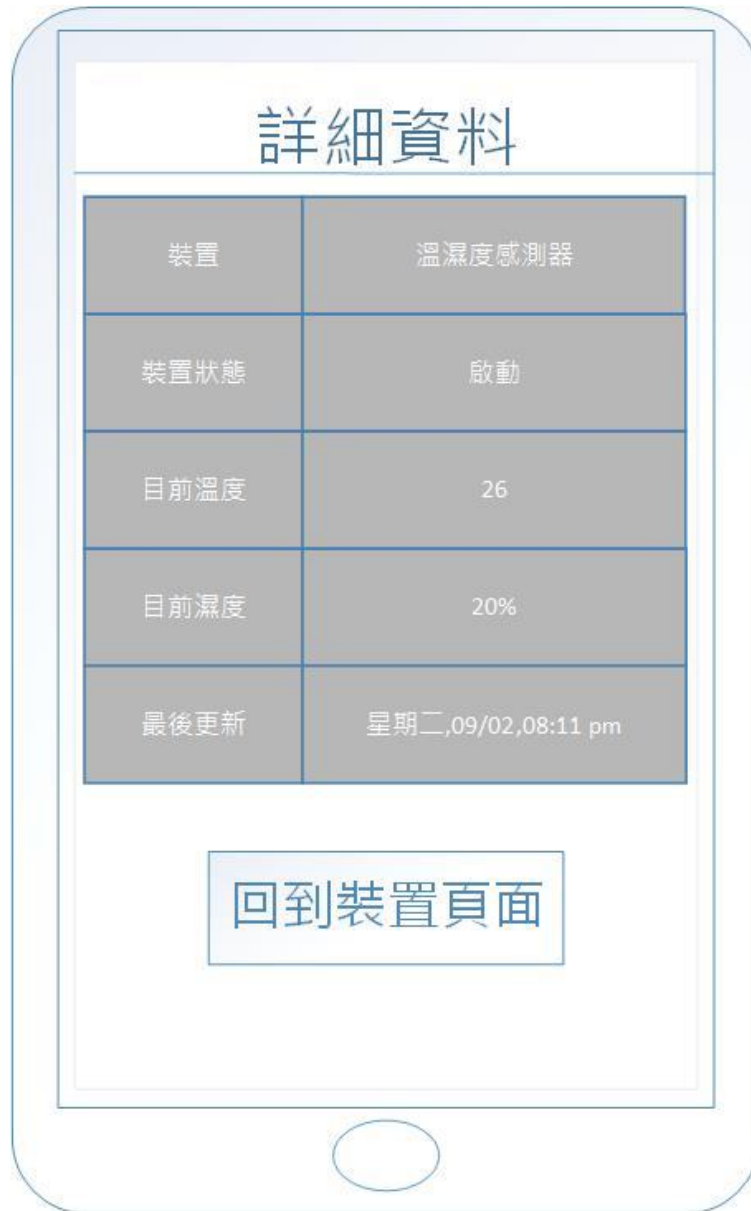 詳細資料
裝置 溫濕度感測器
裝置狀態 啟動
目前溫度 26
目前濕度 20%
最後更新 星期二,09/02,08:11 pm
回到裝置頁面